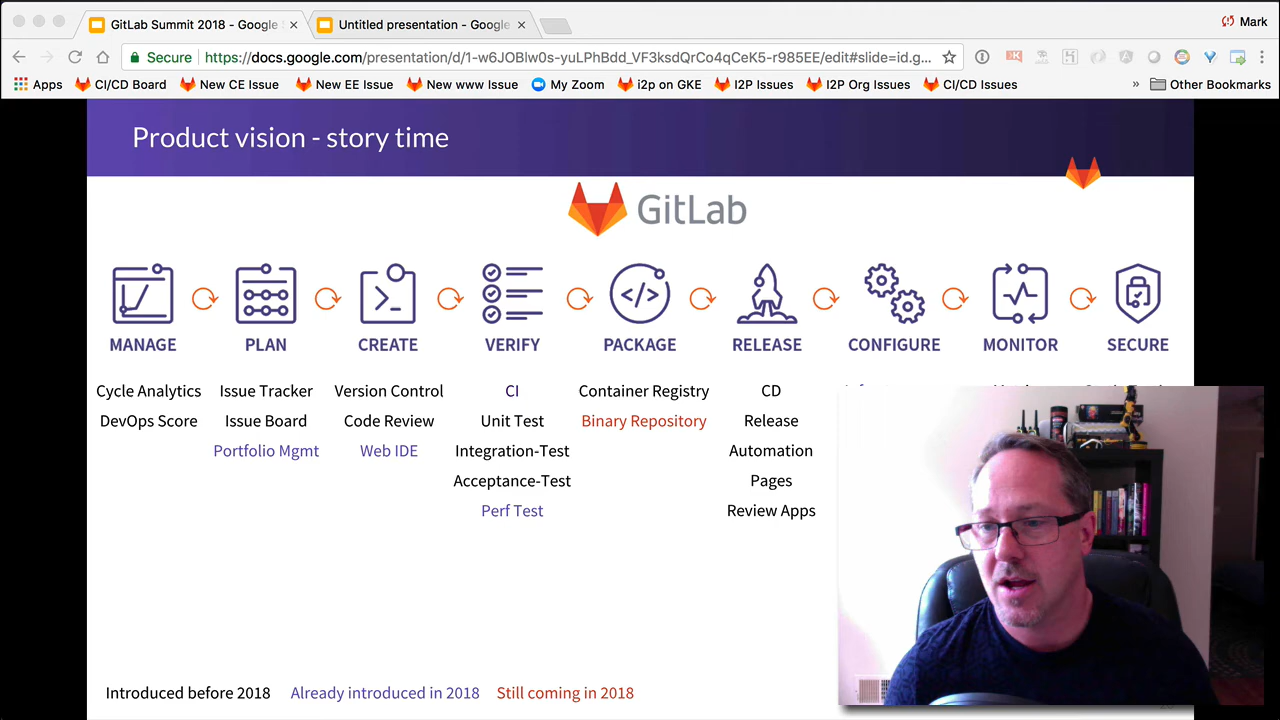 GitLab Summit 2018 - Google
Untitled presentation - Google
Mark
Secure
https://docs.google.com/presentation/d/1-w6JOBlw0s-yuLPhBdd_VF3ksdQrCo4qCeK5-r985EE/edit#slide=id.g...
Apps
CI/CD Board
New CE Issue
New EE Issue
New www Issue
My Zoom
i2p on GKE
I2P Issues
I2P Org Issues
CI/CD Issues
»
Other Bookmarks
Product vision - story time
GitLab
MANAGE
PLAN
CREATE
VERIFY
PACKAGE
RELEASE
CONFIGURE
MONITOR
SECURE
Cycle Analytics
DevOps Score
Issue Tracker
Issue Board
Portfolio Mgmt
Version Control
Code Review
Web IDE
CI
Unit Test
Integration-Test
Acceptance-Test
Perf Test
Container Registry
Binary Repository
CD
Release
Automation
Pages
Review Apps
Introduced before 2018
Already introduced in 2018
Still coming in 2018